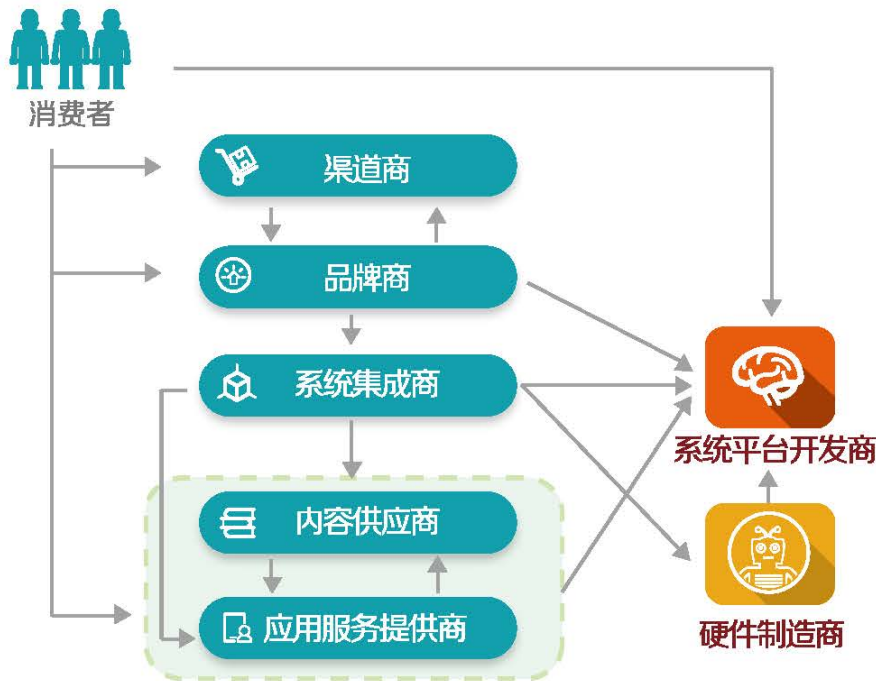 消费者
渠道商
品牌商
系统集成商
系统平台开发商
内容供应商
应用服务提供商
硬件制造商